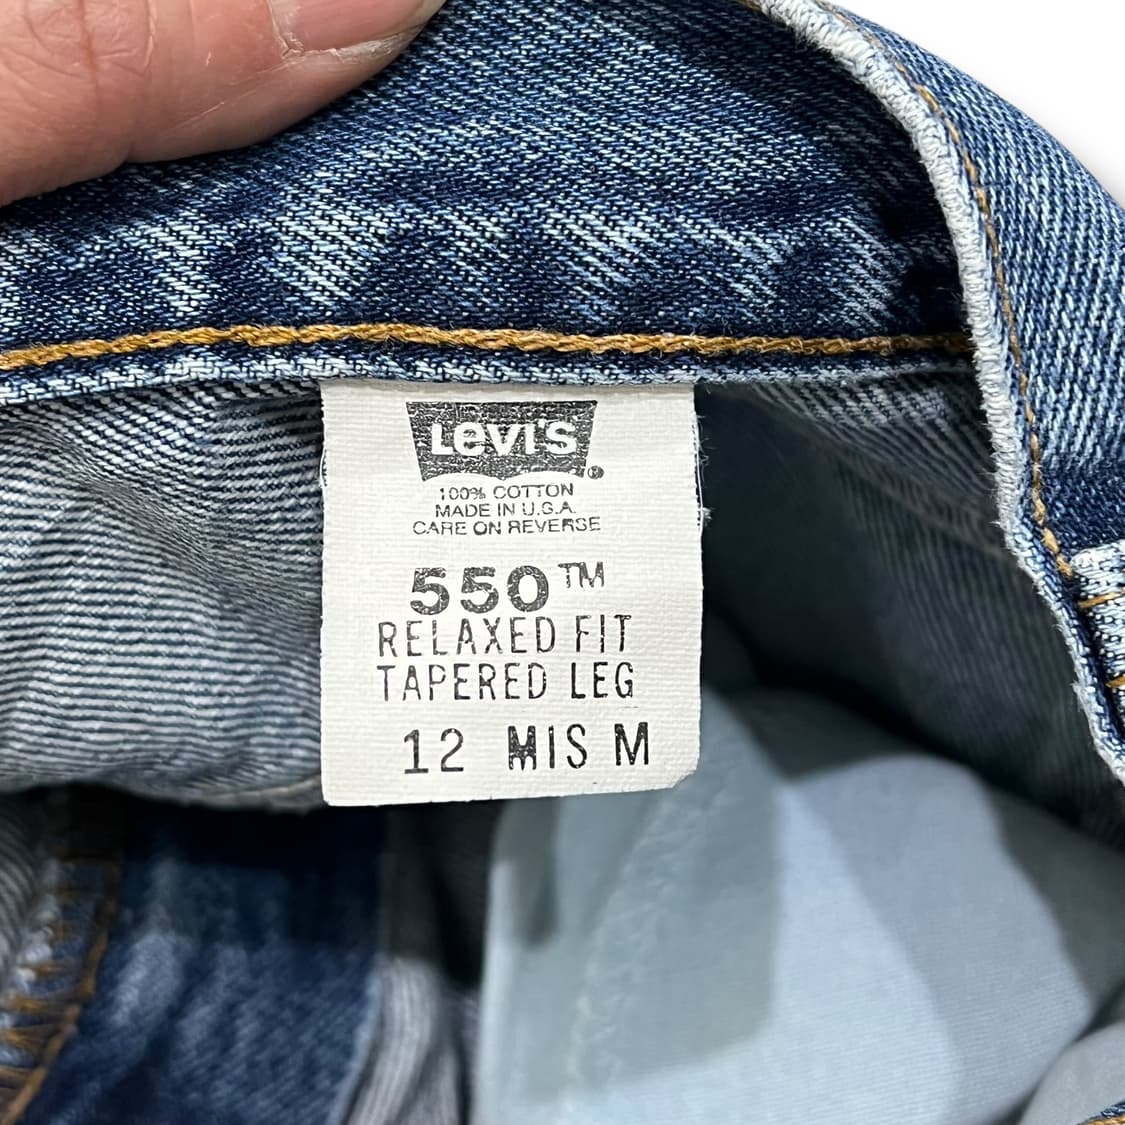 Levi's®
100% COTTON
MADE IN U.S.A.
CARE ON REVERSE
550™
RELAXED FIT
TAPERED LEG
12 MIS M